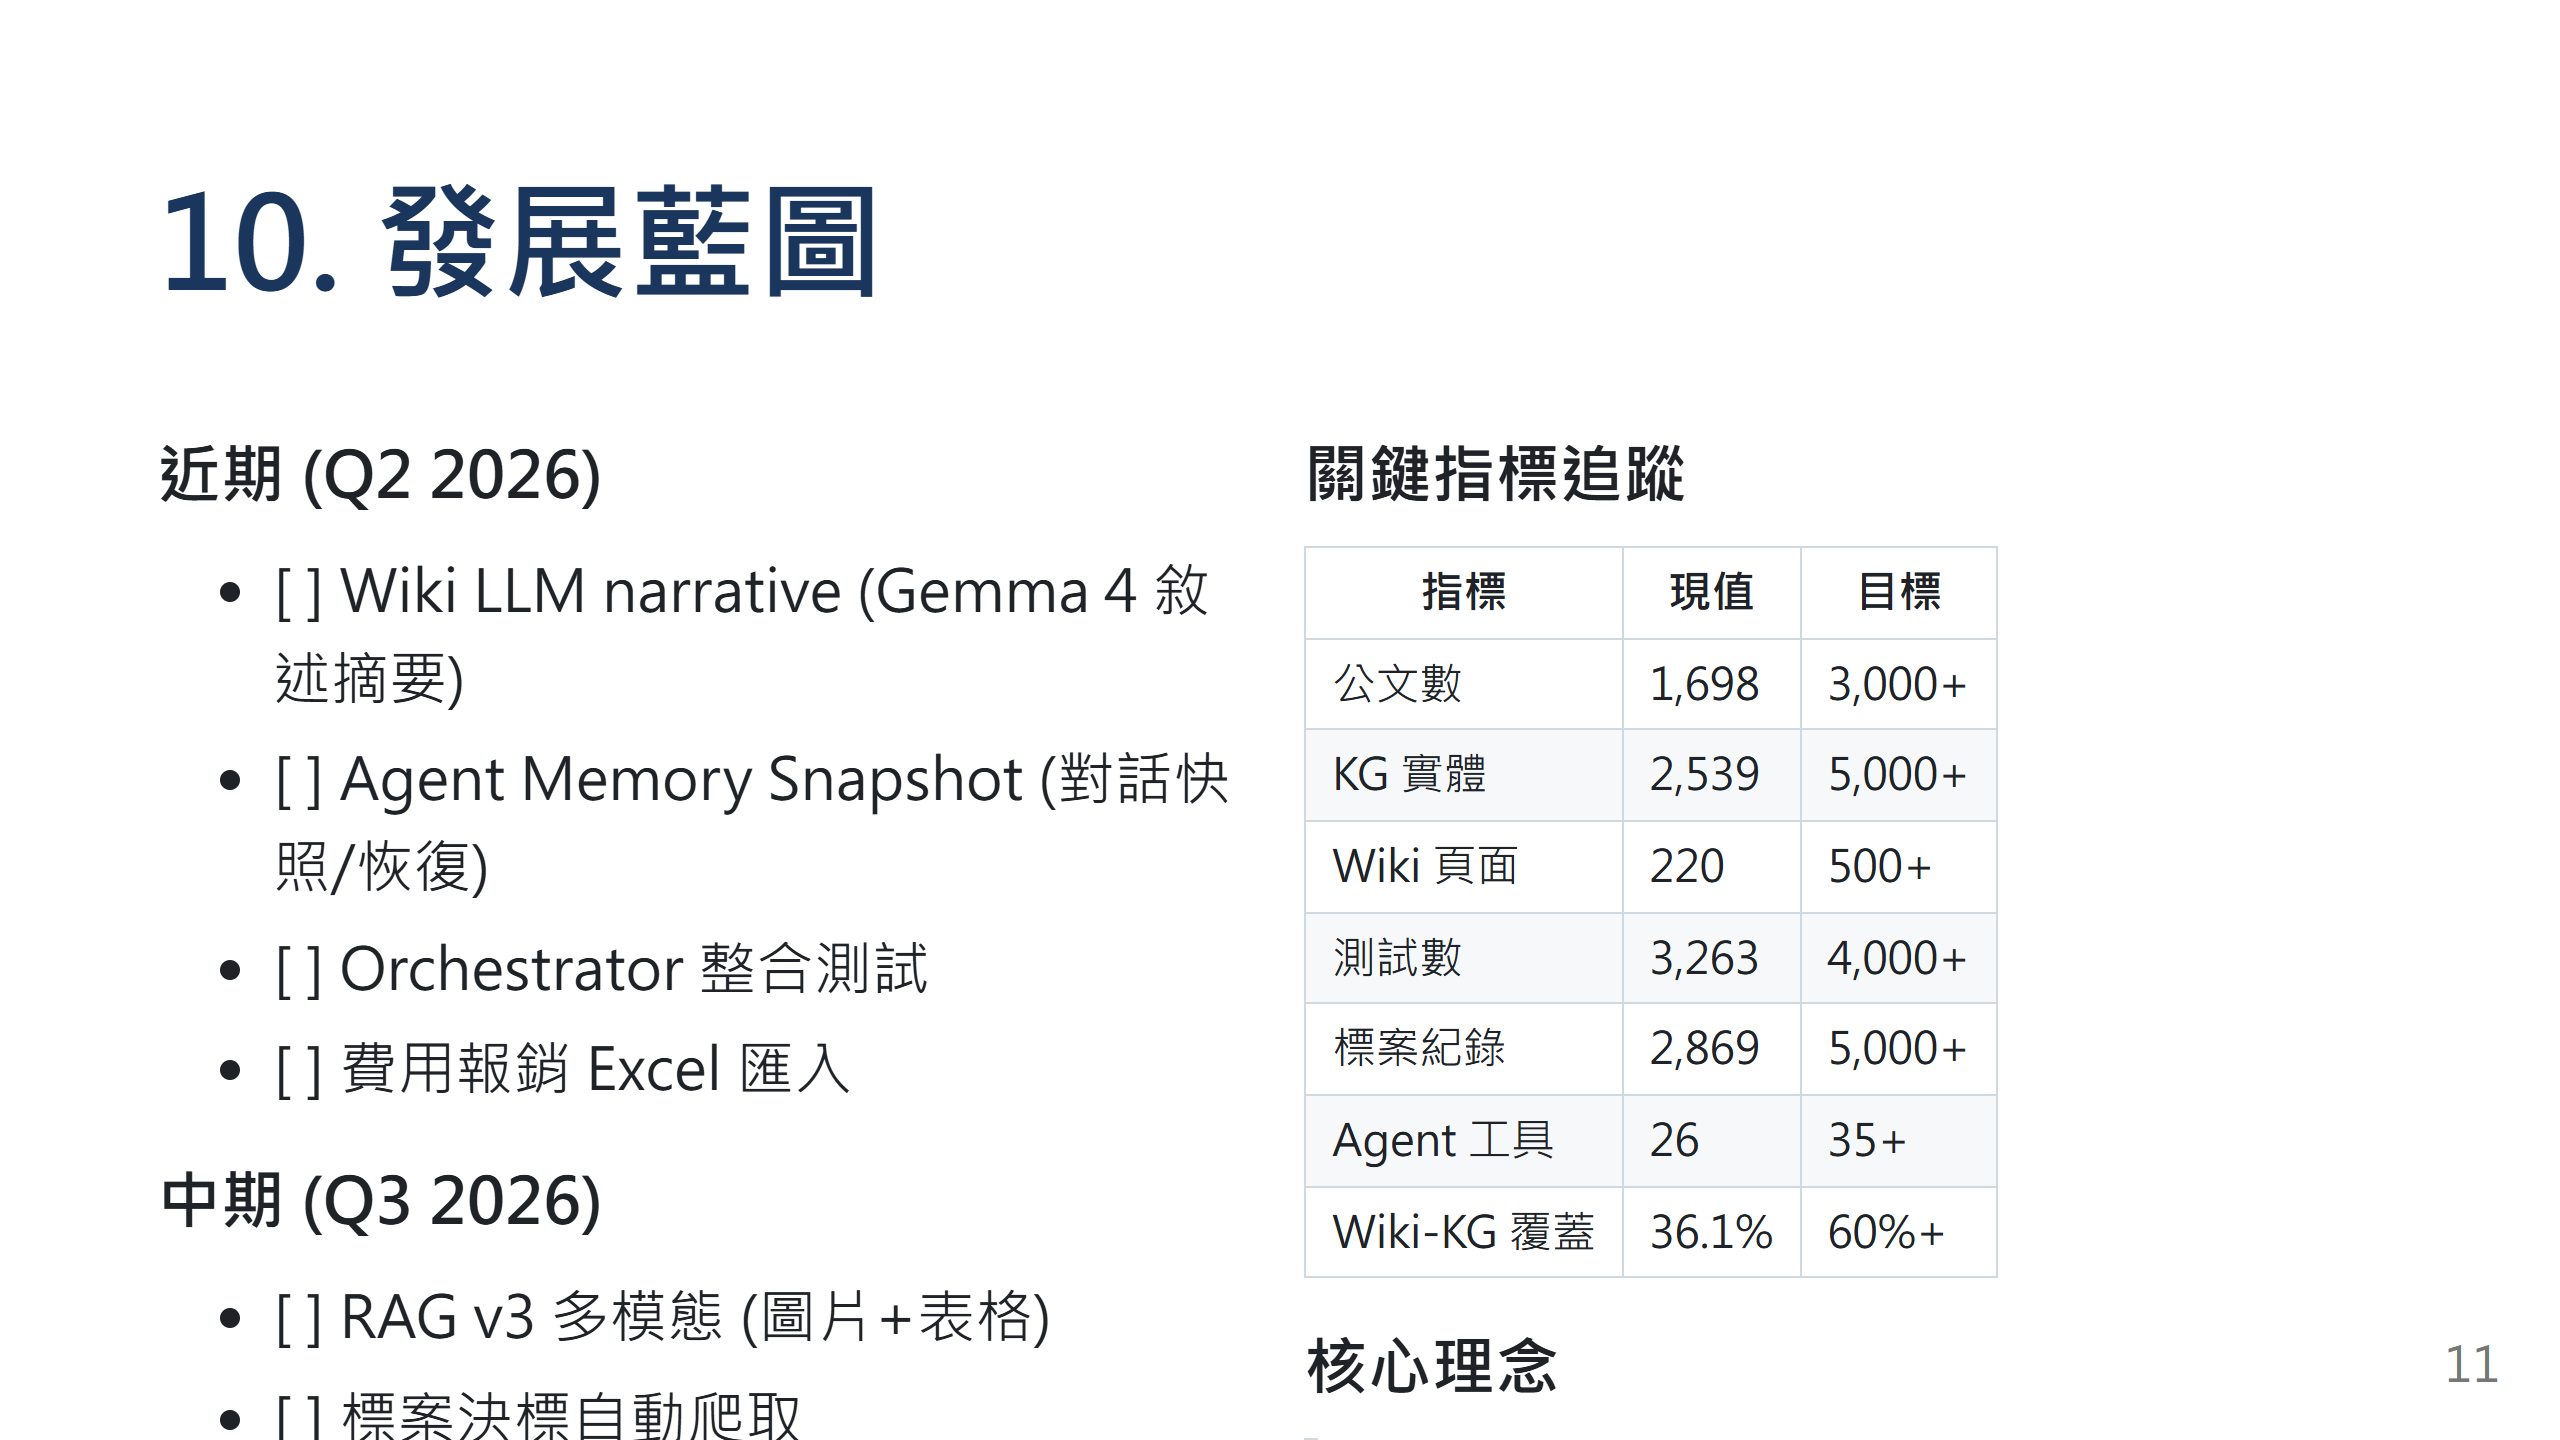 10. 發展藍圖
近期 (Q2 2026)
• [ ] Wiki LLM narrative (Gemma 4 敘
述摘要)
• [ ] Agent Memory Snapshot (對話快
照/恢復)
• [ ] Orchestrator 整合測試
• [ ] 費用報銷 Excel 匯入
中期 (Q3 2026)
• [ ] RAG v3 多模態 (圖片+表格)
• [ ] 標案決標自動爬取
關鍵指標追蹤
指標 現值 目標
公文數 1,698 3,000+
KG 實體 2,539 5,000+
Wiki 頁面 220 500+
測試數 3,263 4,000+
標案紀錄 2,869 5,000+
Agent 工具 26 35+
Wiki-KG 覆蓋 36.1% 60%+
核心理念
11